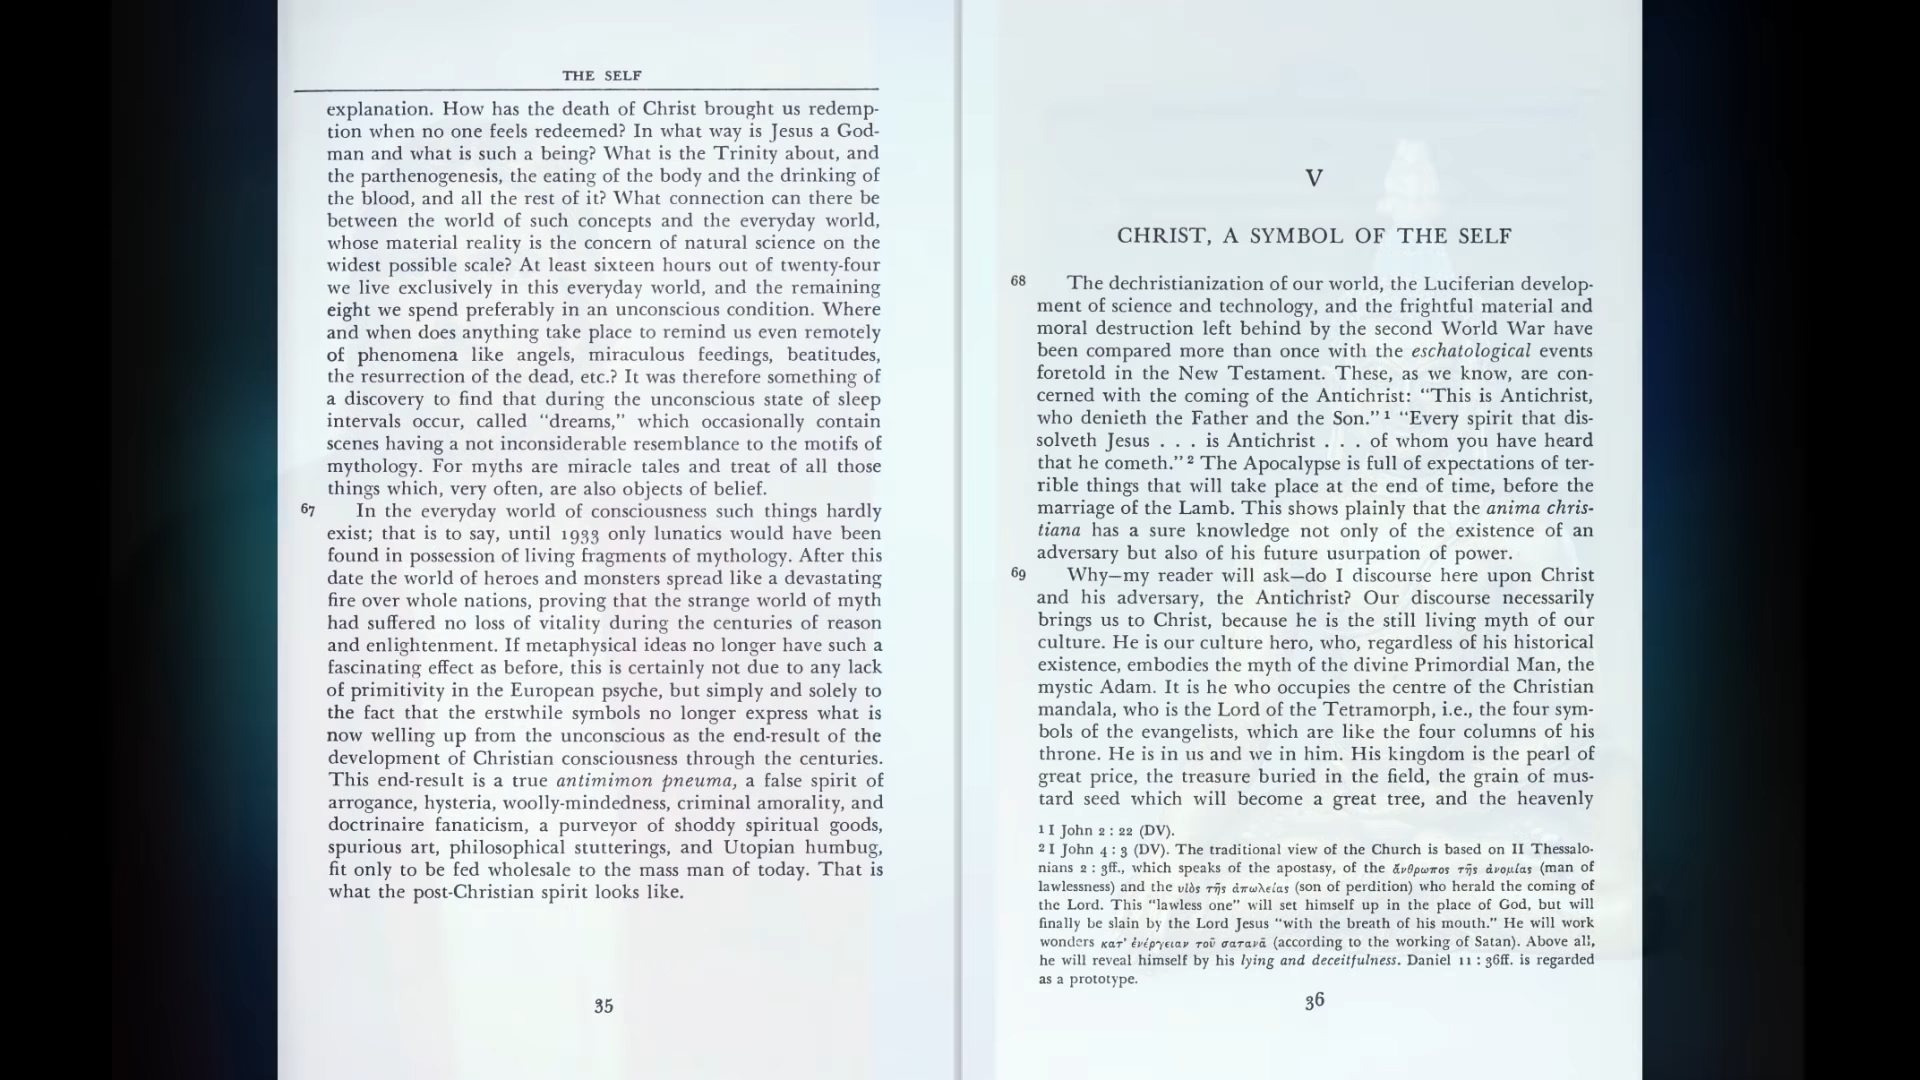 THE SELF
explanation. How has the death of Christ brought us redemp-
tion when no one feels redeemed? In what way is Jesus a God-
man and what is such a being? What is the Trinity about, and
the parthenogenesis, the eating of the body and the drinking of
the blood, and all the rest of it? What connection can there be
between the world of such concepts and the everyday world,
whose material reality is the concern of natural science on the
widest possible scale? At least sixteen hours out of twenty-four
we live exclusively in this everyday world, and the remaining
eight we spend preferably in an unconscious condition. Where
and when does anything take place to remind us even remotely
of phenomena like angels, miraculous feedings, beatitudes,
the resurrection of the dead, etc.? It was therefore something of
a discovery to find that during the unconscious state of sleep
intervals occur, called “dreams,” which occasionally contain
scenes having a not inconsiderable resemblance to the motifs of
mythology. For myths are miracle tales and treat of all those
things which, very often, are also objects of belief.
67 In the everyday world of consciousness such things hardly
exist; that is to say, until 1933 only lunatics would have been
found in possession of living fragments of mythology. After this
date the world of heroes and monsters spread like a devastating
fire over whole nations, proving that the strange world of myth
had suffered no loss of vitality during the centuries of reason
and enlightenment. If metaphysical ideas no longer have such a
fascinating effect as before, this is certainly not due to any lack
of primitivity in the European psyche, but simply and solely to
the fact that the erstwhile symbols no longer express what is
now welling up from the unconscious as the end-result of the
development of Christian consciousness through the centuries.
This end-result is a true antimimon pneuma, a false spirit of
arrogance, hysteria, woolly-mindedness, criminal amorality, and
doctrinaire fanaticism, a purveyor of shoddy spiritual goods,
spurious art, philosophical stutterings, and Utopian humbug,
fit only to be fed wholesale to the mass man of today. That is
what the post-Christian spirit looks like.
35
V
CHRIST, A SYMBOL OF THE SELF
68 The dechristianization of our world, the Luciferian develop-
ment of science and technology, and the frightful material and
moral destruction left behind by the second World War have
been compared more than once with the eschatological events
foretold in the New Testament. These, as we know, are con-
cerned with the coming of the Antichrist: “This is Antichrist,
who denieth the Father and the Son.” 1 “Every spirit that dis-
solveth Jesus . . . is Antichrist . . . of whom you have heard
that he cometh.” 2 The Apocalypse is full of expectations of ter-
rible things that will take place at the end of time, before the
marriage of the Lamb. This shows plainly that the anima chris-
tiana has a sure knowledge not only of the existence of an
adversary but also of his future usurpation of power.
69 Why—my reader will ask—do I discourse here upon Christ
and his adversary, the Antichrist? Our discourse necessarily
brings us to Christ, because he is the still living myth of our
culture. He is our culture hero, who, regardless of his historical
existence, embodies the myth of the divine Primordial Man, the
mystic Adam. It is he who occupies the centre of the Christian
mandala, who is the Lord of the Tetramorph, i.e., the four sym-
bols of the evangelists, which are like the four columns of his
throne. He is in us and we in him. His kingdom is the pearl of
great price, the treasure buried in the field, the grain of mus-
tard seed which will become a great tree, and the heavenly
1 I John 2 : 22 (DV).
2 I John 4 : 3 (DV). The traditional view of the Church is based on II Thessalo-
nians 2 : 3ff., which speaks of the apostasy, of the ἄνθρωπος τῆς ἀνομίας (man of
lawlessness) and the υἱὸς τῆς ἀπωλείας (son of perdition) who herald the coming of
the Lord. This “lawless one” will set himself up in the place of God, but will
finally be slain by the Lord Jesus “with the breath of his mouth.” He will work
wonders κατ' ἐνέργειαν τοῦ σατανᾶ (according to the working of Satan). Above all,
he will reveal himself by his lying and deceitfulness. Daniel 11 : 36ff. is regarded
as a prototype.
36